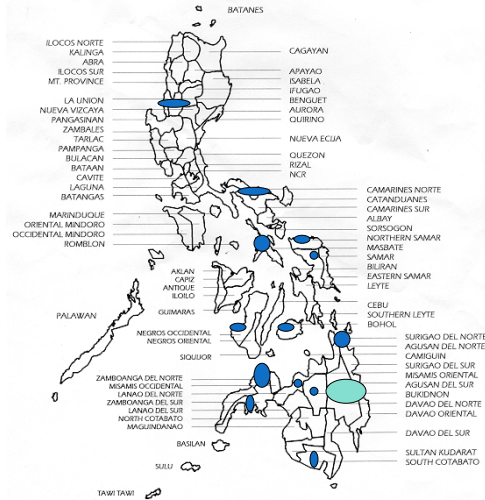 BATANES
ILOCOS NORTE
KALINGA
ABRA
ILOCOS SUR
MT. PROVINCE
LA UNION
NUEVA VIZCAYA
PANGASINAN
ZAMBALES
TARLAC
PAMPANGA
BULACAN
BATAAN
CAVITE
LAGUNA
BATANGAS
MARINDUQUE
ORIENTAL MINDORO
OCCIDENTAL MINDORO
ROMBLON
CAGAYAN
APAYAO
ISABELA
IFUGAO
BENGUET
AURORA
QUIRINO
NUEVA ECIJA
QUEZON
RIZAL
NCR
CAMARINES NORTE
CATANDUANES
CAMARINES SUR
ALBAY
SORSOGON
NORTHERN SAMAR
MASBATE
SAMAR
BILIRAN
EASTERN SAMAR
LEYTE
CEBU
SOUTHERN LEYTE
BOHOL
AKLAN
CAPIZ
ANTIQUE
ILOILO
GUIMARAS
PALAWAN
NEGROS OCCIDENTAL
NEGROS ORIENTAL
SIQUIJOR
SURIGAO DEL NORTE
AGUSAN DEL NORTE
CAMIGUIN
SURIGAO DEL SUR
MISAMIS ORIENTAL
AGUSAN DEL SUR
BUKIDNON
DAVAO DEL NORTE
DAVAO ORIENTAL
DAVAO DEL SUR
SULTAN KUDARAT
SOUTH COTABATO
ZAMBOANGA DEL NORTE
MISAMIS OCCIDENTAL
LANAO DEL NORTE
ZAMBOANGA DEL SUR
LANAO DEL SUR
NORTH COTABATO
MAGUINDANAO
BASILAN
SULU
TAWI TAWI